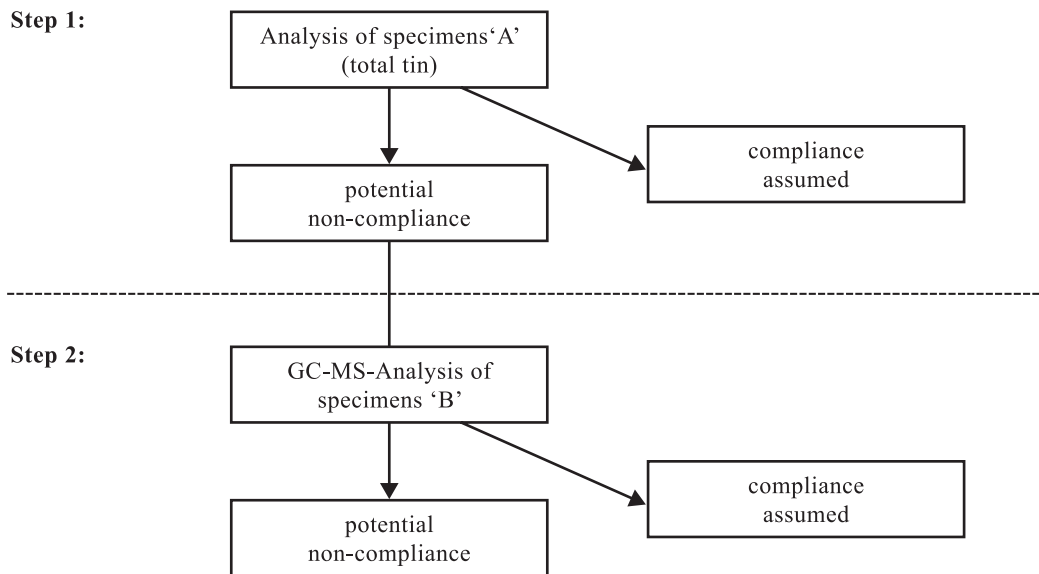 Step 1:
Analysis of specimens‘A’
(total tin)
compliance
assumed
potential
non-compliance
Step 2:
GC-MS-Analysis of
specimens ‘B’
compliance
assumed
potential
non-compliance